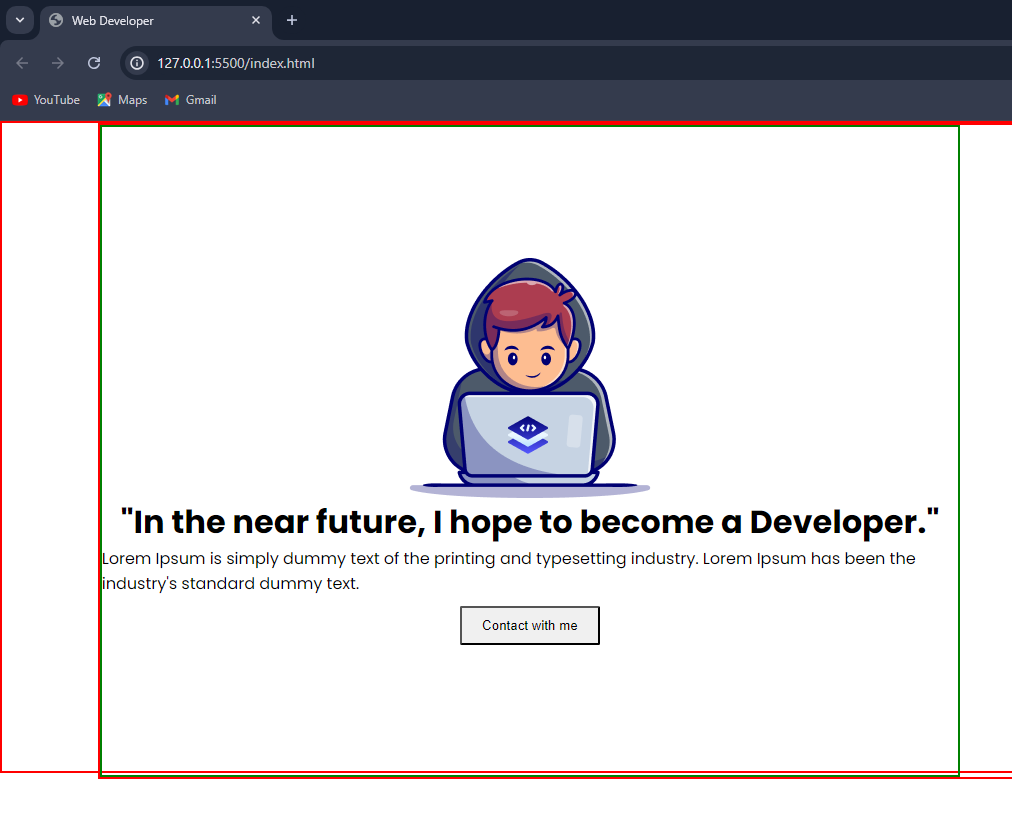 Web Developer
127.0.0.1:5500/index.html
YouTube
Maps
Gmail
</>
"In the near future, I hope to become a Developer."
Lorem Ipsum is simply dummy text of the printing and typesetting industry. Lorem Ipsum has been the
industry's standard dummy text.
Contact with me